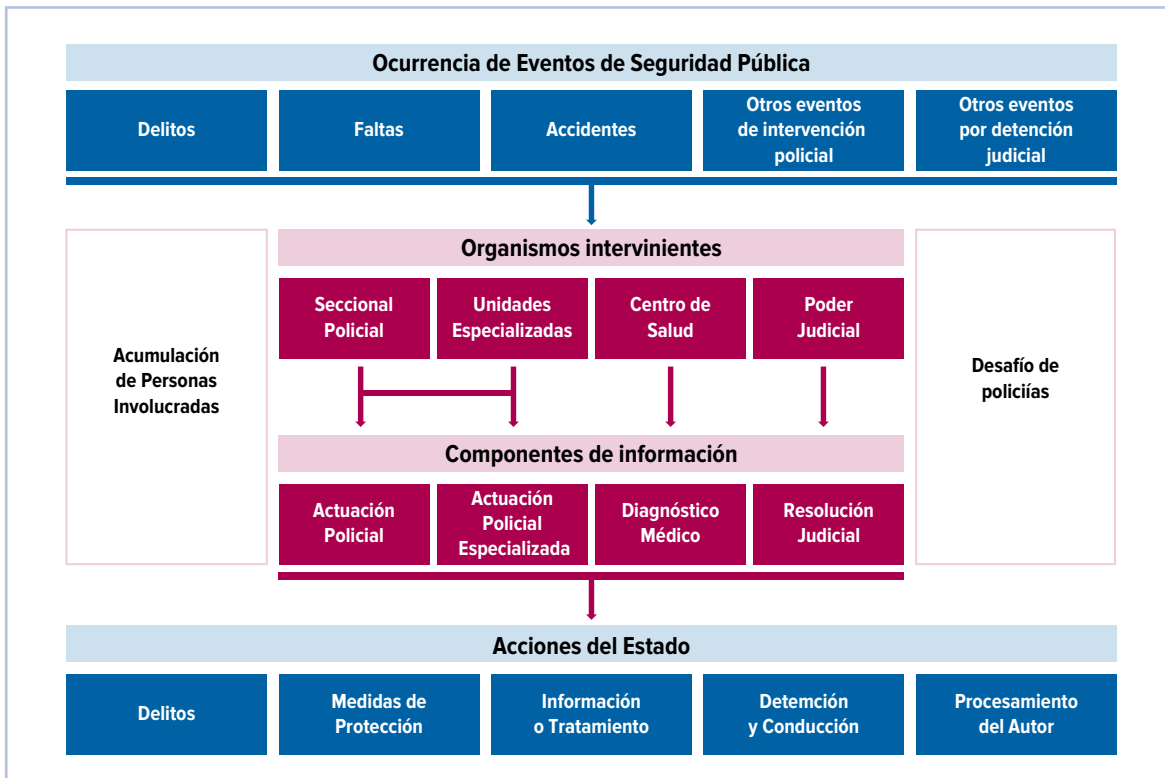 Ocurrencia de Eventos de Seguridad Pública
Delitos
Faltas
Accidentes
Otros eventos
de intervención
policial
Otros eventos
por detención
judicial
Acumulación
de Personas
Involucradas
Organismos intervinientes
Seccional
Policial
Unidades
Especializadas
Centro de
Salud
Poder
Judicial
Componentes de información
Actuación
Policial
Actuación
Policial
Especializada
Diagnóstico
Médico
Resolución
Judicial
Desafío de
policiías
Acciones del Estado
Delitos
Medidas de
Protección
Información
o Tratamiento
Detemción
y Conducción
Procesamiento
del Autor